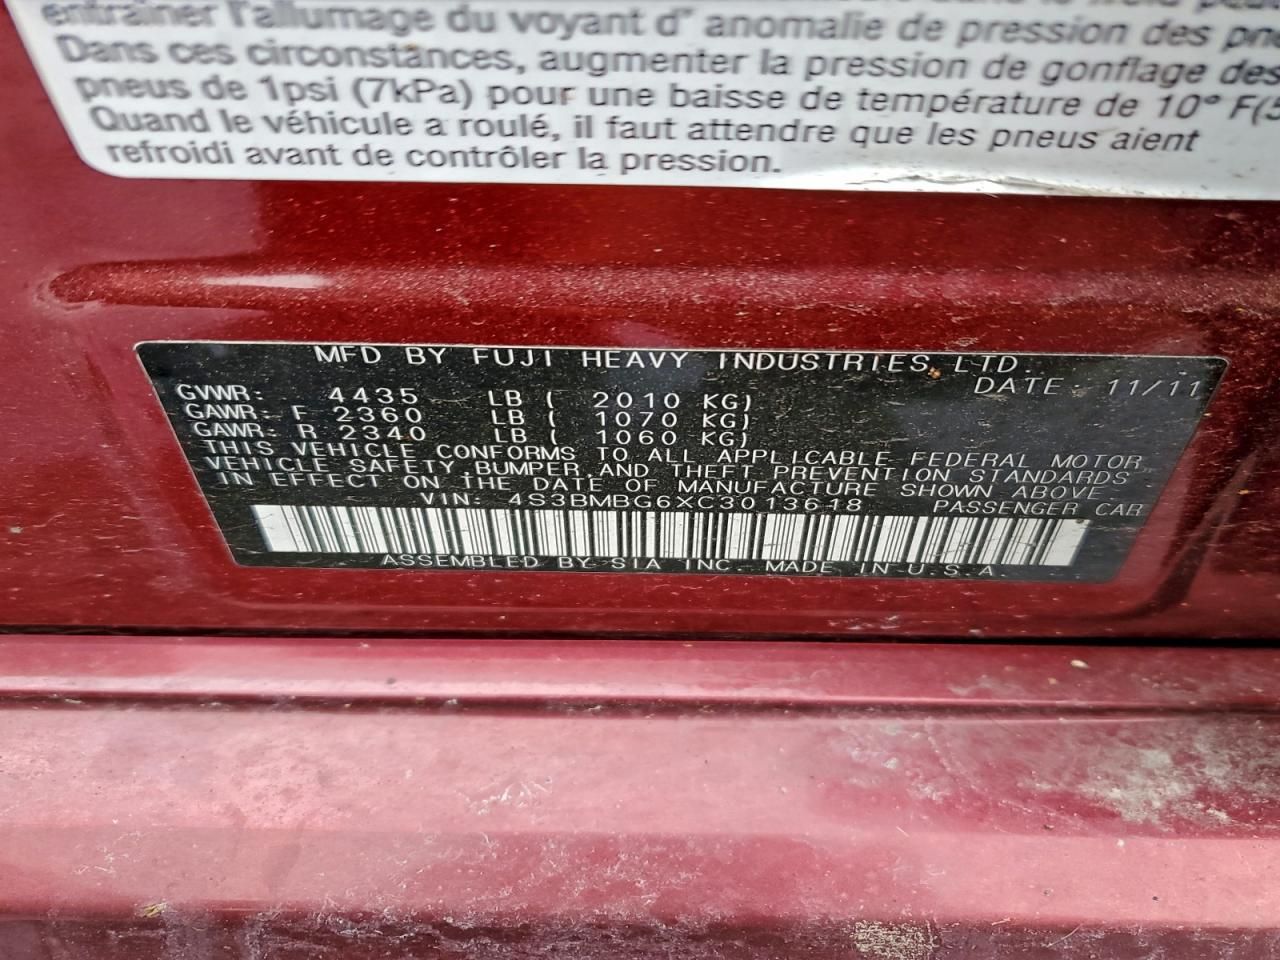 entraîner l'allumage du voyant d' anomalie de pression des
Dans ces circonstances, augmenter la pression de gonflage des
pneus de 1psi (7kPa) pour une baisse de température de 10° F(5
Quand le véhicule a roulé, il faut attendre que les pneus aient
refroidi avant de contrôler la pression.
MFD BY FUJI HEAVY INDUSTRIES, LTD.
DATE: 11/11
GVWR: 4435 LB ( 2010 KG)
GAWR: F 2360 LB ( 1070 KG)
GAWR: R 2340 LB ( 1060 KG)
THIS VEHICLE CONFORMS TO ALL APPLICABLE FEDERAL MOTOR
VEHICLE SAFETY, BUMPER, AND THEFT PREVENTION STANDARDS
IN EFFECT ON THE DATE OF MANUFACTURE SHOWN ABOVE.
VIN: 4S3BMBG6XC3013618 PASSENGER CAR
ASSEMBLED BY SIA INC. MADE IN U.S.A.